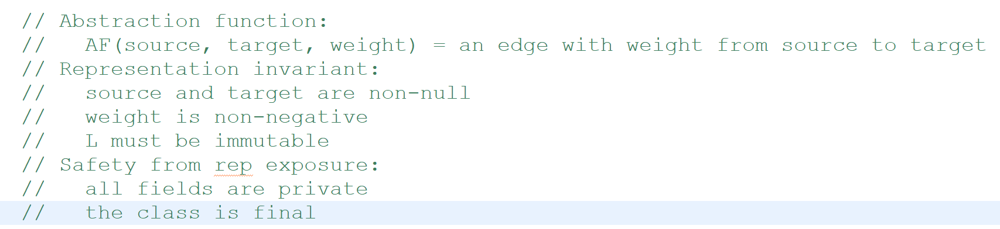 // Abstraction function:
//   AF(source, target, weight) = an edge with weight from source to target
// Representation invariant:
//   source and target are non-null
//   weight is non-negative
//   L must be immutable
// Safety from rep exposure:
//   all fields are private
//   the class is final